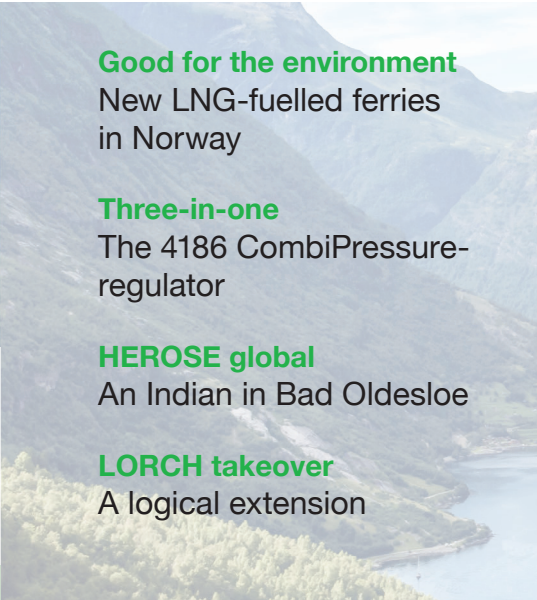 Good for the environment
New LNG-fuelled ferries
in Norway
Three-in-one
The 4186 CombiPressure-
regulator
HEROSE global
An Indian in Bad Oldesloe
LORCH takeover
A logical extension